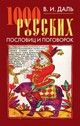 В. И. ДАЛЬ
1000
РУССКИХ
ПОСЛОВИЦ И ПОГОВОРОК